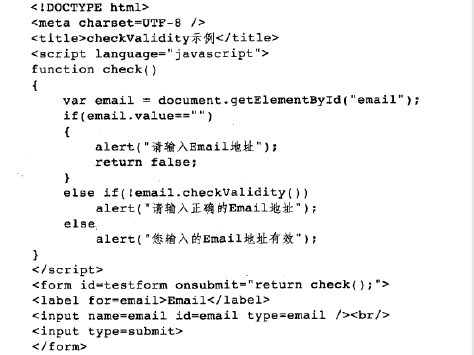 <!DOCTYPE html>
<meta charset=UTF-8 />
<title>checkValidity示例</title>
<script language="javascript">
function check()
{
var email = document.getElementById("email");
if(email.value=="")
{
alert("请输入Email地址");
return false;
}
else if(!email.checkValidity())
alert("请输入正确的Email地址");
else
alert("您输入的Email地址有效");
}
</script>
<form id=testform onsubmit="return check();">
<label for=email>Email</label>
<input name=email id=email type=email /><br/>
<input type=submit>
</form>